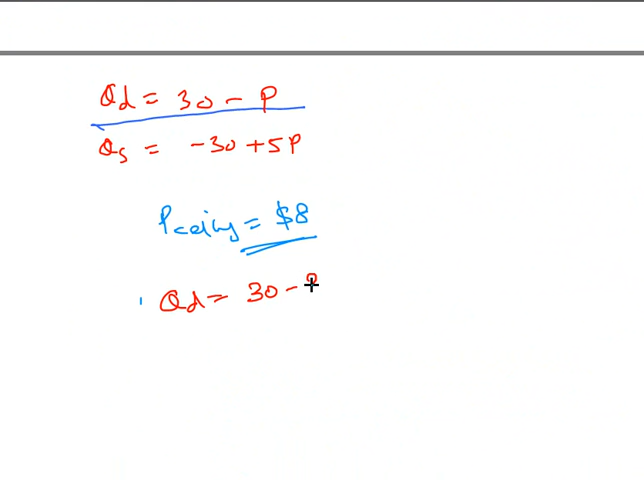 Qd = 30 - P
Qs = -30 + 5P
Pceiling = $8
Qd = 30 -